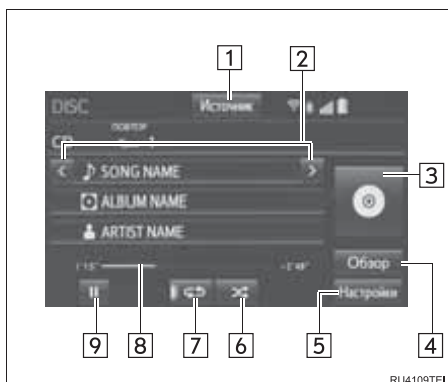 1
2
DISC
Источник
ПОВТОР
CD
SONG NAME
3
ALBUM NAME
ARTIST NAME
1'15"
-2'48"
Обзор
Настройки
9
8
7
6
5
4
RU4109TEI